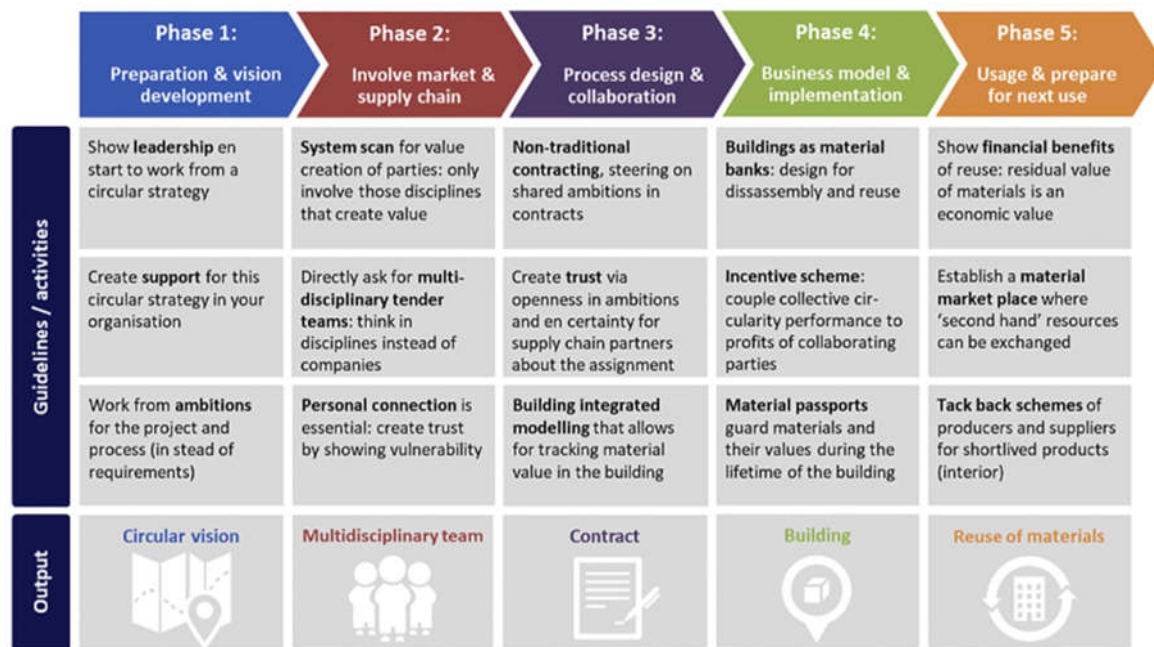 Phase 1:
Preparation & vision
development
Phase 2:
Involve market &
supply chain
Phase 3:
Process design &
collaboration
Phase 4:
Business model &
implementation
Phase 5:
Usage & prepare
for next use
Guidelines / activities
Show leadership en
start to work from a
circular strategy
System scan for value
creation of parties: only
involve those disciplines
that create value
Non-traditional
contracting, steering on
shared ambitions in
contracts
Buildings as material
banks: design for
disassembly and reuse
Show financial benefits
of reuse: residual value
of materials is an
economic value
Create support for this
circular strategy in your
organisation
Directly ask for multi-
disciplinary tender
teams: think in
disciplines instead of
companies
Create trust via
openness in ambitions
and en certainty for
supply chain partners
about the assignment
Incentive scheme:
couple collective cir-
cularity performance to
profits of collaborating
parties
Establish a material
market place where
‘second hand’ resources
can be exchanged
Work from ambitions
for the project and
process (in stead of
requirements)
Personal connection is
essential: create trust
by showing vulnerability
Building integrated
modelling that allows
for tracking material
value in the building
Material passports
guard materials and
their values during the
lifetime of the building
Tack back schemes of
producers and suppliers
for shortlived products
(interior)
Output
Circular vision
Multidisciplinary team
Contract
Building
Reuse of materials